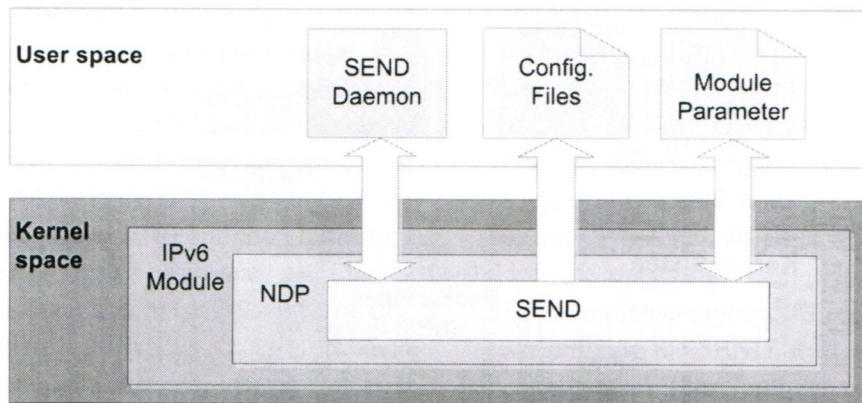 User space
SEND
Daemon
Config.
Files
Module
Parameter
Kernel
space
IPv6
Module
NDP
SEND